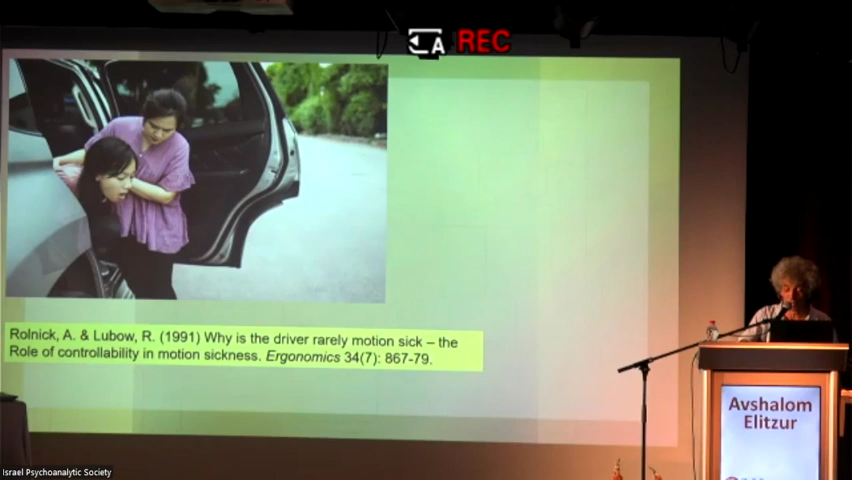 A REC
Rolnick, A. & Lubow, R. (1991) Why is the driver rarely motion sick – the
Role of controllability in motion sickness. Ergonomics 34(7): 867-79.
Avshalom
Elitzur
Israel Psychoanalytic Society